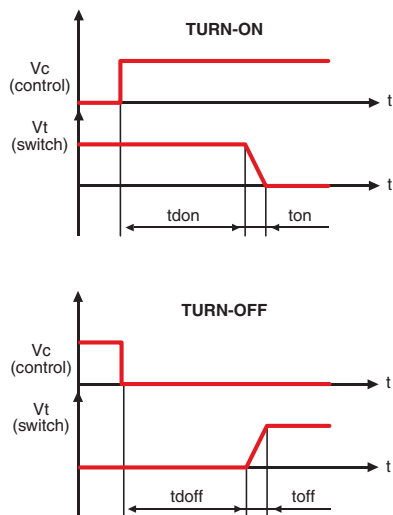 TURN-ON
Vc
(control)
t
Vt
(switch)
t
tdon
ton
TURN-OFF
Vc
(control)
t
Vt
(switch)
t
tdoff
toff